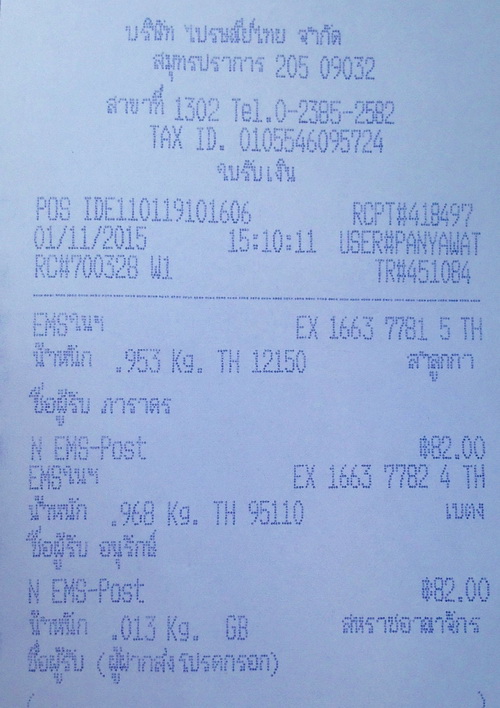 บริษัท ไปรษณีย์ไทย จำกัด
สมุทรปราการ 205 09032
สาขาที่ 1302 Tel.0-2385-2582
TAX ID. 0105546095724
ใบรับเงิน
POS IDE110119101606 RCPT#418497
01/11/2015 15:10:11 USER#PANYAWAT
RC#700328 W1 TR#451084
EMSในฯ EX 1663 7781 5 TH
น้ำหนัก .953 Kg. TH 12150 ลำลูกกา
ชื่อผู้รับ ภาราดร
N EMS-Post ฿82.00
EMSในฯ EX 1663 7782 4 TH
น้ำหนัก .968 Kg. TH 95110 เบตง
ชื่อผู้รับ อนุรักษ์
N EMS-Post ฿82.00
น้ำหนัก .013 Kg. GB สหราชอาณาจักร
ชื่อผู้รับ (ผู้ฝากส่งโปรดกรอก)
( )